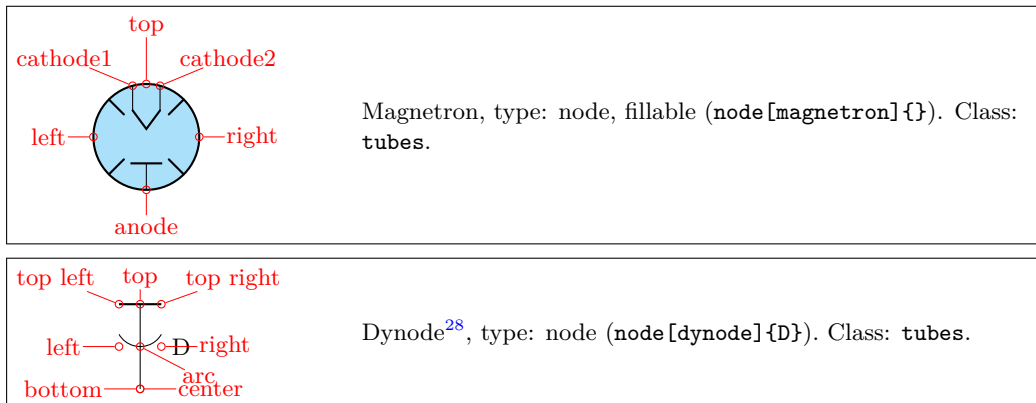 top
cathode1 cathode2
left right
anode
Magnetron, type: node, fillable (node[magnetron]{}). Class:
tubes.
top left top top right
left D right
arc
bottom center
Dynode28, type: node (node[dynode]{D}). Class: tubes.